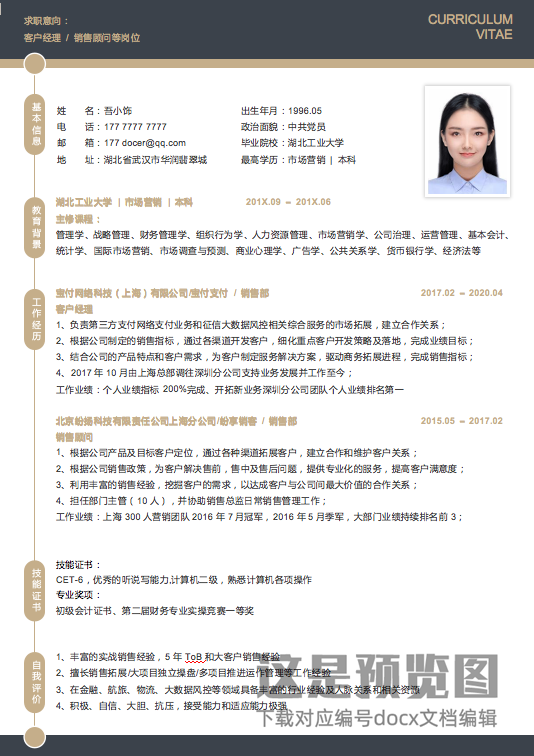 求职意向：
客户经理 / 销售顾问等岗位
CURRICULUM
VITAE
基本信息
姓 名：吾小饰
出生年月：1996.05
电 话：177 7777 7777
政治面貌：中共党员
邮 箱：177 docer@qq.com
毕业院校：湖北工业大学
地 址：湖北省武汉市华润翡翠城
最高学历：市场营销 | 本科
教育背景
湖北工业大学 | 市场营销 | 本科
201X.09 – 201X.06
主修课程：
管理学、战略管理、财务管理学、组织行为学、人力资源管理、市场营销学、公司治理、运营管理、基本会计、
统计学、国际市场营销、市场调查与预测、商业心理学、广告学、公共关系学、货币银行学、经济法等
工作经历
宝付网络科技（上海）有限公司/宝付支付 / 销售部
2017.02 – 2020.04
客户经理
1、负责第三方支付网络支付业务和征信大数据风控相关综合服务的市场拓展，建立合作关系；
2、根据公司制定的销售指标，通过各渠道开发客户，细化重点客户开发策略及落地，完成业绩目标；
3、结合公司的产品特点和客户需求，为客户定制服务解决方案，驱动商务拓展进程，完成销售指标；
4、2017 年 10 月由上海总部调往深圳分公司支持业务发展并工作至今；
工作业绩：个人业绩指标 200%完成、开拓新业务深圳分公司团队个人业绩排名第一
北京纷扬科技有限责任公司上海分公司/纷享销客 / 销售部
2015.05 – 2017.02
销售顾问
1、根据公司产品及目标客户定位，通过各种渠道拓展客户，建立合作和维护客户关系；
2、根据公司销售政策，为客户解决售前，售中及售后问题，提供专业化的服务，提高客户满意度；
3、利用丰富的销售经验，挖掘客户的需求，以达成客户与公司间最大价值的合作关系；
4、担任部门主管（10 人），并协助销售总监日常销售管理工作；
工作业绩：上海 300 人营销团队 2016 年 7 月冠军，2016 年 5 月季军，大部门业绩持续排名前 3；
技能证书
技能证书：
CET-6，优秀的听说写能力,计算机二级，熟悉计算机各项操作
专业奖项：
初级会计证书、第二届财务专业实操竞赛一等奖
自我评价
1、丰富的实战销售经验，5 年 ToB 和大客户销售经验
2、擅长销售拓展/大项目独立操盘/多项目推进运作管理等工作经验
3、在金融、航旅、物流、大数据风控等领域具备丰富的行业经验及人脉关系和相关资源
4、积极、自信、大胆、抗压，接受能力和适应能力极强
这是预览图
下载对应编号docx文档编辑